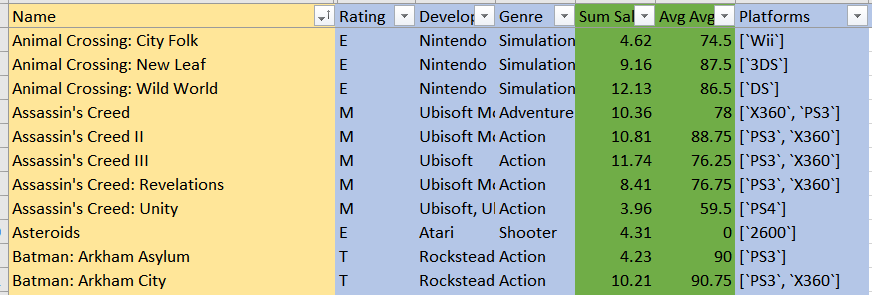 Name Rating Develop Genre Sum Sal Avg Avg Platforms
Animal Crossing: City Folk E Nintendo Simulation 4.62 74.5 [`Wii`]
Animal Crossing: New Leaf E Nintendo Simulation 9.16 87.5 [`3DS`]
Animal Crossing: Wild World E Nintendo Simulation 12.13 86.5 [`DS`]
Assassin's Creed M Ubisoft Mo Adventure 10.36 78 [`X360`, `PS3`]
Assassin's Creed II M Ubisoft Mo Action 10.81 88.75 [`PS3`, `X360`]
Assassin's Creed III M Ubisoft Action 11.74 76.25 [`PS3`, `X360`]
Assassin's Creed: Revelations M Ubisoft Mo Action 8.41 76.75 [`PS3`, `X360`]
Assassin's Creed: Unity M Ubisoft, Ul Action 3.96 59.5 [`PS4`]
Asteroids E Atari Shooter 4.31 0 [`2600`]
Batman: Arkham Asylum T Rockstead Action 4.23 90 [`PS3`]
Batman: Arkham City T Rockstead Action 10.21 90.75 [`PS3`, `X360`]